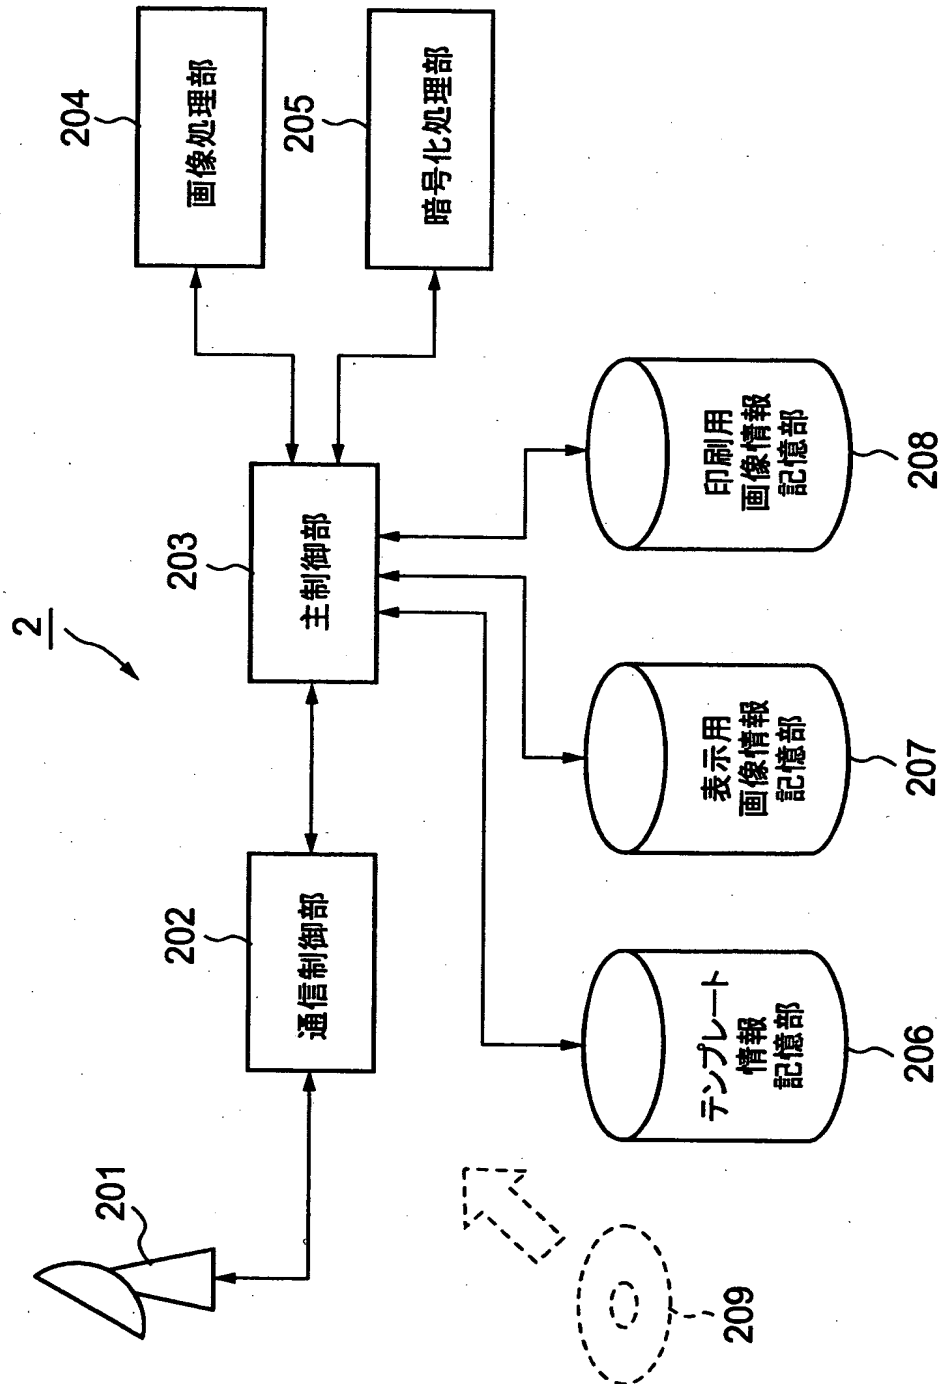 2
201
202
通信制御部
203
主制御部
204
画像処理部
205
暗号化処理部
テンプレート
情報
記憶部
206
表示用
画像情報
記憶部
207
印刷用
画像情報
記憶部
208
209